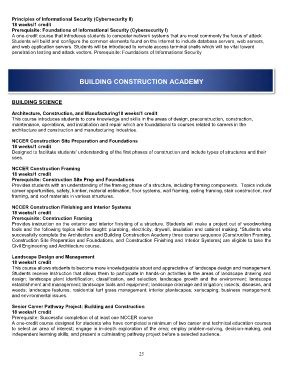 Principles of Informational Security (Cybersecurity II)
18 weeks/1 credit
Prerequisite: Foundations of Informational Security (Cybersecurity I)
A one-credit course that introduces students to computer network systems that are most commonly the focus of attack.
Students will build and configure the common elements found on the internet to include database servers, web servers,
and web application servers. Students will be introduced to remote access terminal shells which will be vital toward
penetration testing and attack vectors. Prerequisite: Foundations of Informational Security
BUILDING CONSTRUCTION ACADEMY
BUILDING SCIENCE
Architecture, Construction, and Manufacturing 18 weeks/1 credit
This course introduces students to core knowledge and skills in the areas of design, preconstruction, construction,
maintenance, operations, and installation and repair which are foundational to courses related to careers in the
architecture and construction and manufacturing industries.
NCCER Construction Site Preparation and Foundations
18 weeks/1 credit
Designed to facilitate students' understanding of the first phases of construction and include types of structures and their
uses.
NCCER Construction Framing
18 weeks/1 credit
Prerequisite: Construction Site Prep and Foundations
Provides students with an understanding of the framing phase of a structure, including framing components. Topics include
career opportunities, safety, lumber, material estimation, floor systems, wall framing, ceiling framing, stair construction, roof
framing, and roof materials in various structures.
NCCER Construction Finishing and Interior Systems
18 weeks/1 credit
Prerequisite: Construction Framing
Provides instruction on the exterior and interior finishing of a structure. Students will make a project out of woodworking
tools and the following topics will be taught: plumbing, electricity, drywall, insulation and cabinet making. *Students who
successfully complete the Architecture and Building Construction Academy three course sequence (Construction Framing,
Construction Site Preparation and Foundations, and Construction Finishing and Interior Systems) are eligible to take the
Civil Engineering and Architecture course.
Landscape Design and Management
18 weeks/1 credit
This course allows students to become more knowledgeable about and appreciative of landscape design and management.
Students receive instruction that allows them to participate in hands-on activities in the areas of landscape drawing and
design; landscape plant identification, classification, and selection; landscape growth and the environment; landscape
establishment and management; landscape tools and equipment; landscape drainage and irrigation; insects, diseases, and
weeds, landscape features; residential turf grass management; interior plantscapes; xeriscaping; business management,
and environmental issues.
Senior Career Pathway Project: Building and Construction
18 weeks/1 credit
Prerequisite: Successful completion of at least one NCCER course
A one-credit course designed for students who have completed a minimum of two career and technical education courses
to select an area of interest; engage in in-depth exploration of the area; employ problem-solving, decision-making, and
independent learning skills; and present a culminating pathway project before a selected audience.
25